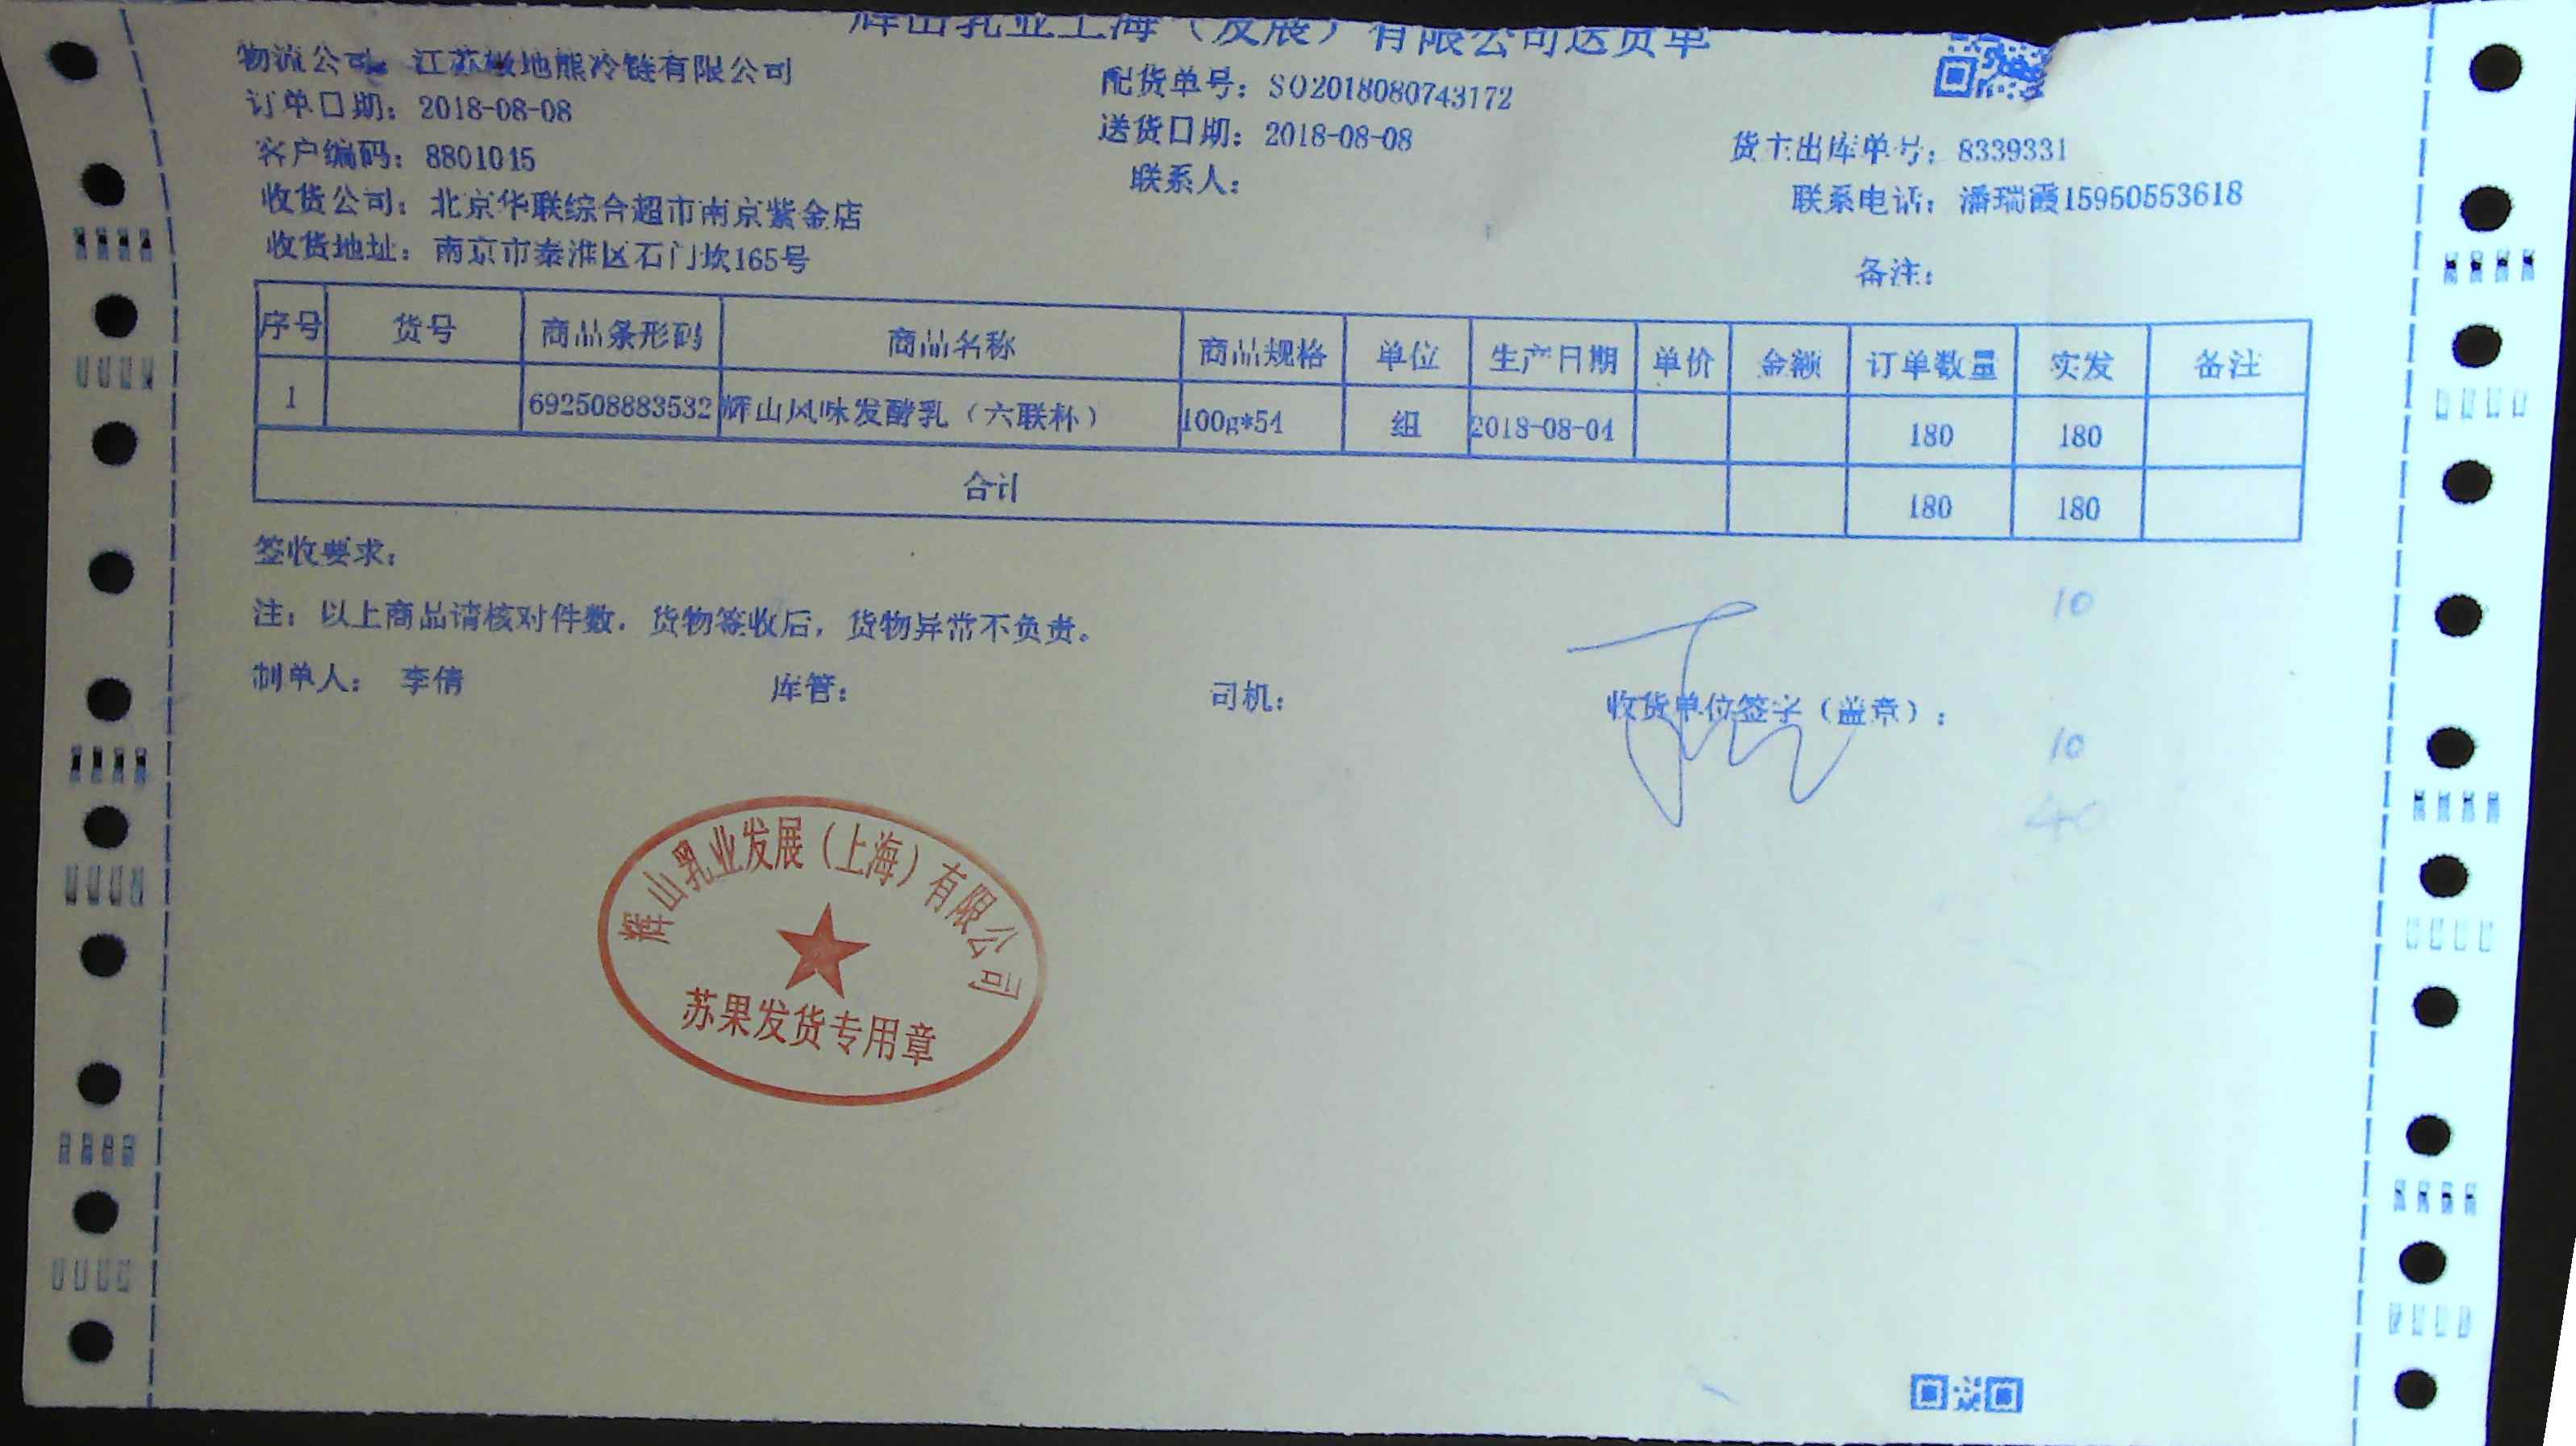 辉山乳业上海（发展）有限公司送货单
物流公司：江苏 地熊冷链有限公司
配货单号：SO2018080743172
订单日期：2018-08-08
送货日期：2018-08-08
货主出库单号：8339331
客户编码：8801015
联系人：
联系电话：潘瑞霞15950553618
收货公司：北京华联综合超市南京紫金店
收货地址：南京市秦淮区石门坎165号
备注：
序号 货号 商品条形码 商品名称 商品规格 单位 生产日期 单价 金额 订单数量 实发 备注
1 692508883532 辉山风味发酵乳（六联杯） 100g*54 组 2018-08-04 180 180
合计 180 180
签收要求：
注：以上商品请核对件数，货物签收后，货物异常不负责。
制单人： 李倩 库管： 司机： 收货单位签字（盖章）：
10
10
40
辉山乳业发展（上海）有限公司
苏果发货专用章